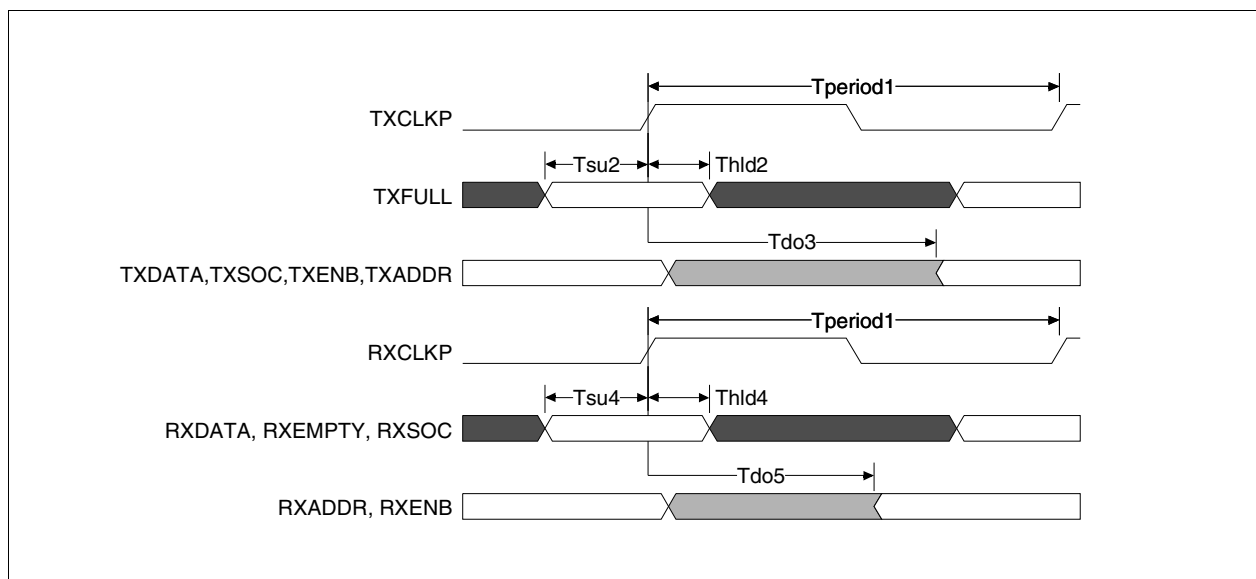 Tperiod1
TXCLKP
Tsu2 Thld2
TXFULL
Tdo3
TXDATA,TXSOC,TXENB,TXADDR
Tperiod1
RXCLKP
Tsu4 Thld4
RXDATA, RXEMPTY, RXSOC
Tdo5
RXADDR, RXENB